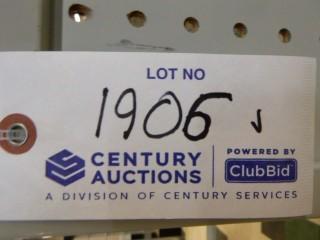 LOT NO
1906 ✓
CENTURY AUCTIONS
POWERED BY
ClubBid
A DIVISION OF CENTURY SERVICES